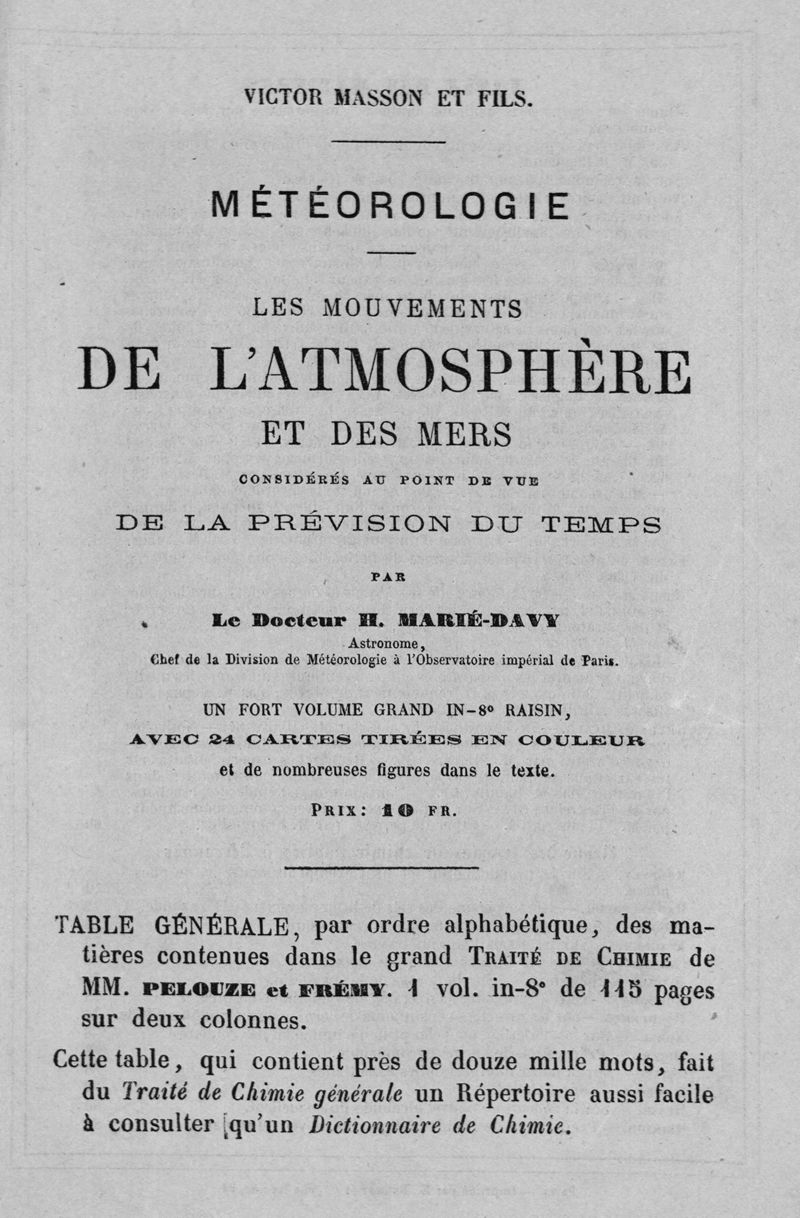 VICTOR MASSON ET FILS.
MÉTÉOROLOGIE
LES MOUVEMENTS
DE L'ATMOSPHÈRE
ET DES MERS
CONSIDÉRÉS AU POINT DE VUE
DE LA PRÉVISION DU TEMPS
PAR
Le Docteur H. MARIÉ-DAVY
Astronome,
Chef de la Division de Météorologie à l'Observatoire impérial de Paris.
UN FORT VOLUME GRAND IN-8º RAISIN,
AVEC 24 CARTES TIRÉES EN COULEUR
et de nombreuses figures dans le texte.
PRIX: 10 FR.
TABLE GÉNÉRALE, par ordre alphabétique, des ma-
tières contenues dans le grand TRAITÉ DE CHIMIE de
MM. PELOUZE et FRÉMY. 1 vol. in-8º de 115 pages
sur deux colonnes.
Cette table, qui contient près de douze mille mots, fait
du Traité de Chimie générale un Répertoire aussi facile
à consulter [qu'un Dictionnaire de Chimie.